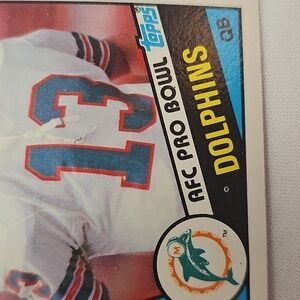 topps
AFC PRO BOWL
DOLPHINS
QB
13
M